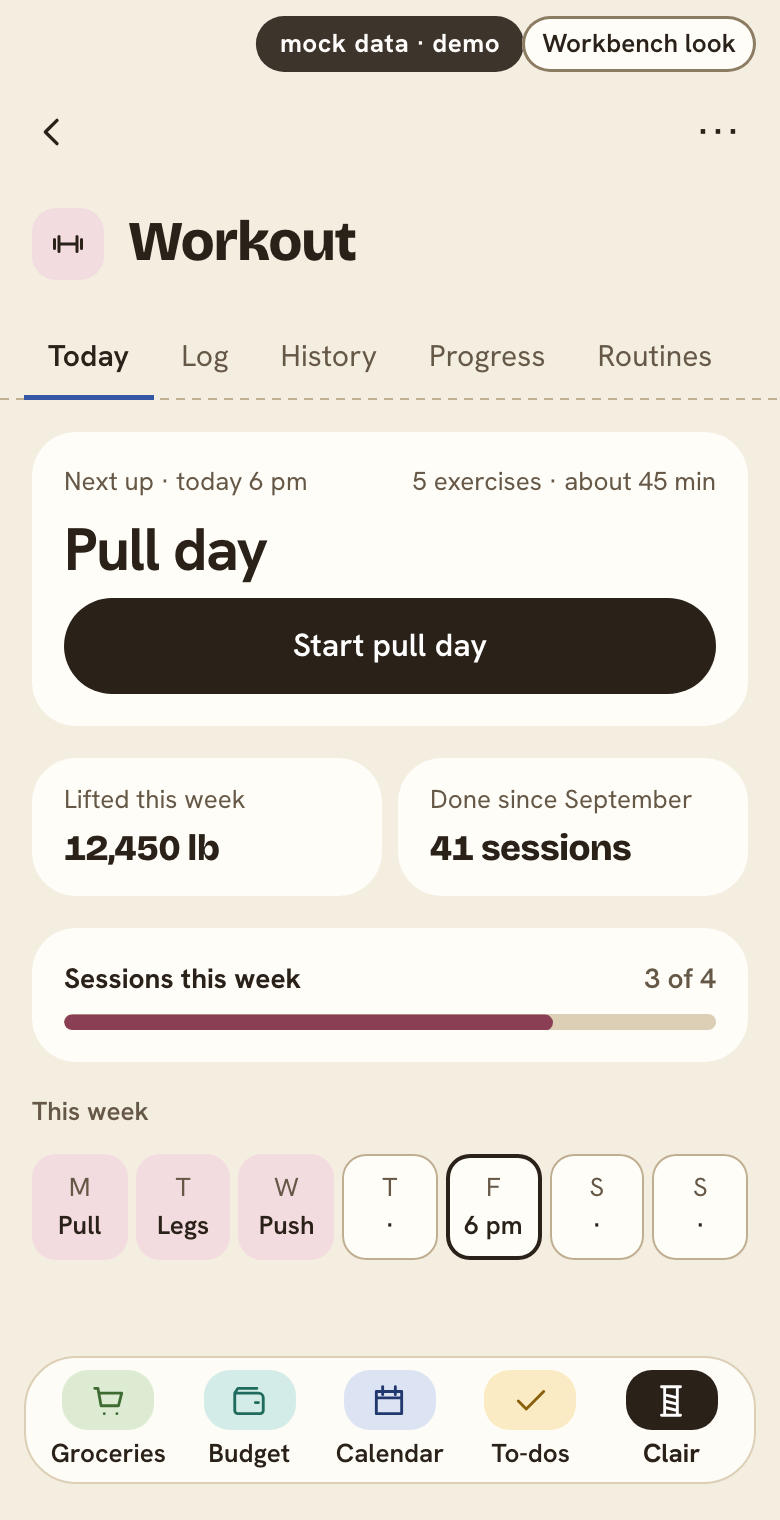 mock data · demo
Workbench look
Workout
Today Log History Progress Routines
Next up · today 6 pm 5 exercises · about 45 min
Pull day
Start pull day
Lifted this week
12,450 lb
Done since September
41 sessions
Sessions this week 3 of 4
This week
M T W T F S S
Pull Legs Push · 6 pm · ·
Groceries Budget Calendar To-dos Clair